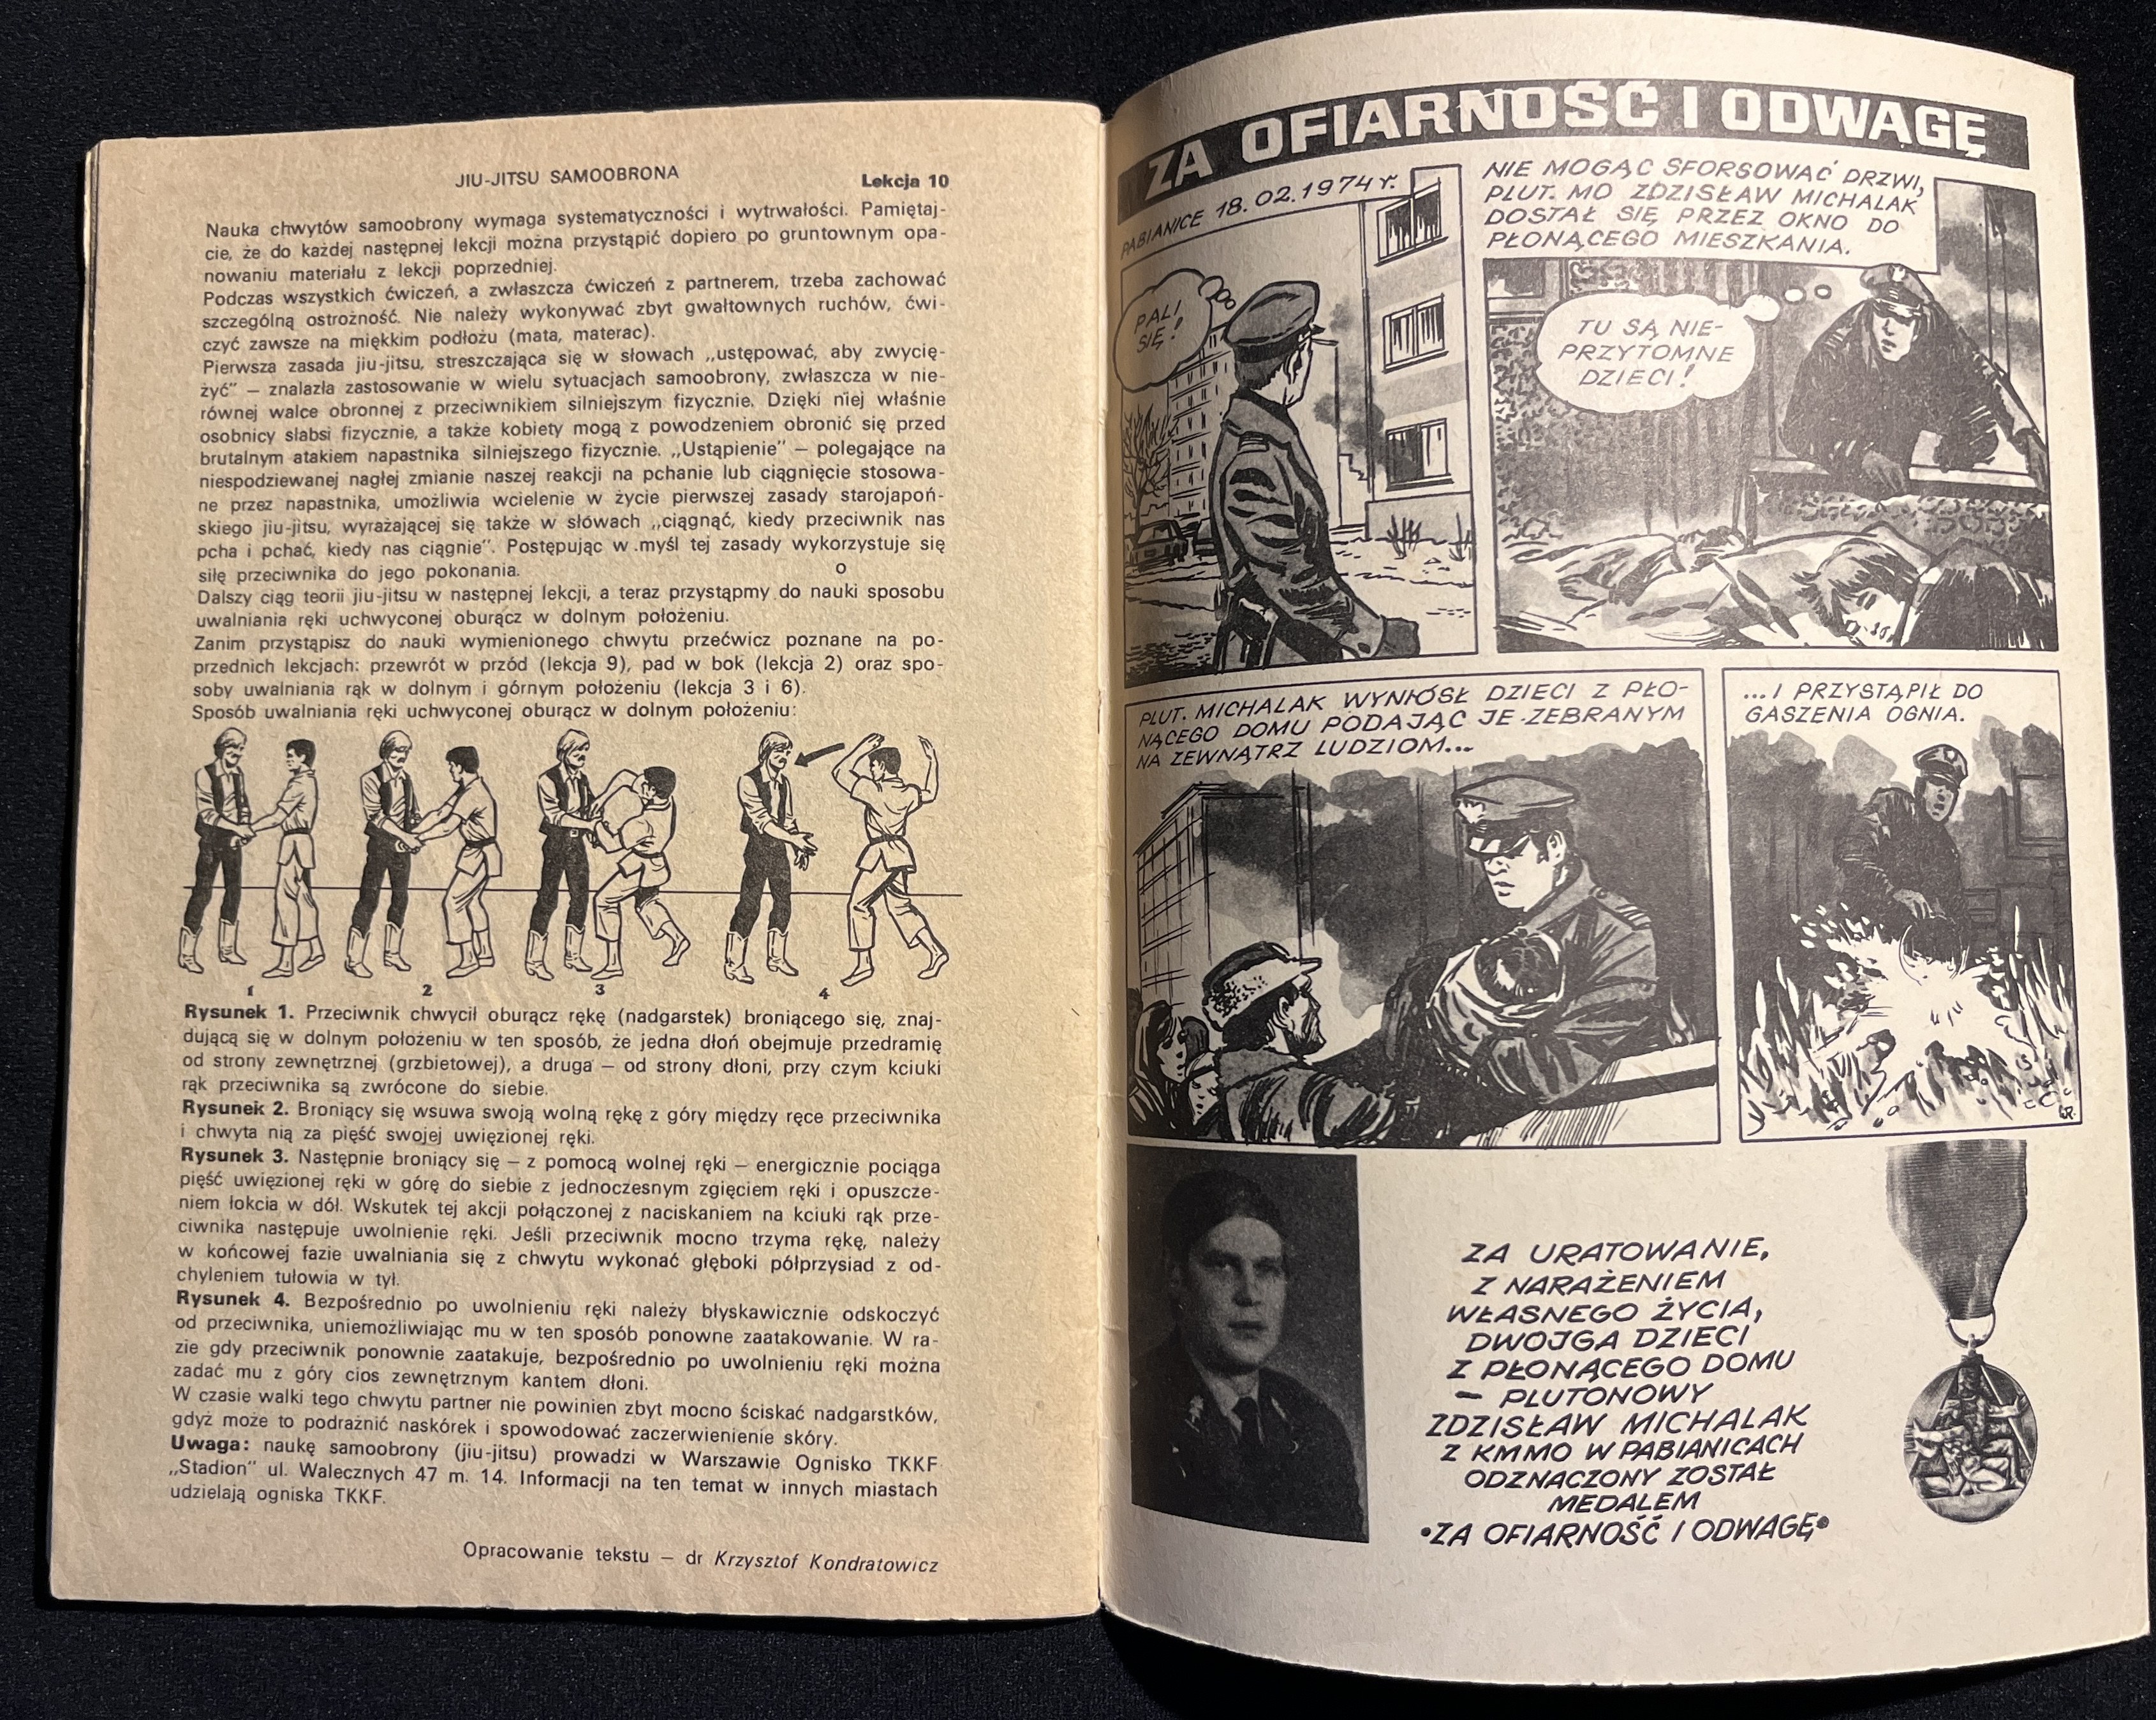 JIU-JITSU SAMOOBRONA
Lekcja 10
Nauka chwytów samoobrony wymaga systematyczności i wytrwałości. Pamiętaj-
cie, że do każdej następnej lekcji można przystąpić dopiero po gruntownym opa-
nowaniu materiału z lekcji poprzedniej.
Podczas wszystkich ćwiczeń, a zwłaszcza ćwiczeń z partnerem, trzeba zachować
szczególną ostrożność. Nie należy wykonywać zbyt gwałtownych ruchów, ćwi-
czyć zawsze na miękkim podłożu (mata, materac).
Pierwsza zasada jiu-jitsu, streszczająca się w słowach „ustępować, aby zwycię-
żyć” — znalazła zastosowanie w wielu sytuacjach samoobrony, zwłaszcza w nie-
równej walce obronnej z przeciwnikiem silniejszym fizycznie. Dzięki niej właśnie
osobnicy słabsi fizycznie, a także kobiety mogą z powodzeniem obronić się przed
brutalnym atakiem napastnika silniejszego fizycznie. „Ustąpienie” — polegające na
niespodziewanej nagłej zmianie naszej reakcji na pchanie lub ciągnięcie stosowa-
ne przez napastnika, umożliwia wcielenie w życie pierwszej zasady starojapoń-
skiego jiu-jitsu, wyrażającej się także w słowach „ciągnąć, kiedy przeciwnik nas
pcha i pchać, kiedy nas ciągnie”. Postępując w myśl tej zasady wykorzystuje się
siłę przeciwnika do jego pokonania.
o
Dalszy ciąg teorii jiu-jitsu w następnej lekcji, a teraz przystąpmy do nauki sposobu
uwalniania ręki uchwyconej oburącz w dolnym położeniu.
Zanim przystąpisz do nauki wymienionego chwytu przećwicz poznane na po-
przednich lekcjach: przewrót w przód (lekcja 9), pad w bok (lekcja 2) oraz spo-
soby uwalniania rąk w dolnym i górnym położeniu (lekcja 3 i 6).
Sposób uwalniania ręki uchwyconej oburącz w dolnym położeniu:
1 2 3 4
Rysunek 1. Przeciwnik chwycił oburącz rękę (nadgarstek) broniącego się, znaj-
dującą się w dolnym położeniu w ten sposób, że jedna dłoń obejmuje przedramię
od strony zewnętrznej (grzbietowej), a druga — od strony dłoni, przy czym kciuki
rąk przeciwnika są zwrócone do siebie.
Rysunek 2. Broniący się wsuwa swoją wolną rękę z góry między ręce przeciwnika
i chwyta nią za pięść swojej uwięzionej ręki.
Rysunek 3. Następnie broniący się — z pomocą wolnej ręki — energicznie pociąga
pięść uwięzionej ręki w górę do siebie z jednoczesnym zgięciem ręki i opuszcze-
niem łokcia w dół. Wskutek tej akcji połączonej z naciskaniem na kciuki rąk prze-
ciwnika następuje uwolnienie ręki. Jeśli przeciwnik mocno trzyma rękę, należy
w końcowej fazie uwalniania się z chwytu wykonać głęboki półprzysiad z od-
chyleniem tułowia w tył.
Rysunek 4. Bezpośrednio po uwolnieniu ręki należy błyskawicznie odskoczyć
od przeciwnika, uniemożliwiając mu w ten sposób ponowne zaatakowanie. W ra-
zie gdy przeciwnik ponownie zaatakuje, bezpośrednio po uwolnieniu ręki można
zadać mu z góry cios zewnętrznym kantem dłoni.
W czasie walki tego chwytu partner nie powinien zbyt mocno ściskać nadgarstków,
gdyż może to podrażnić naskórek i spowodować zaczerwienienie skóry.
Uwaga: naukę samoobrony (jiu-jitsu) prowadzi w Warszawie Ognisko TKKF
„Stadion” ul. Walecznych 47 m. 14. Informacji na ten temat w innych miastach
udzielają ogniska TKKF.
Opracowanie tekstu — dr Krzysztof Kondratowicz
ZA OFIARNOŚĆ I ODWAGĘ
PABIANICE 18.02.1974 r.
PALI
SIĘ!
NIE MOGĄC SFORSOWAĆ DRZWI,
PLUT. MO ZDZISŁAW MICHALAK
DOSTAŁ SIĘ PRZEZ OKNO DO
PŁONĄCEGO MIESZKANIA.
TU SĄ NIE-
PRZYTOMNE
DZIECI!
PLUT. MICHALAK WYNIÓSŁ DZIECI Z PŁO-
NĄCEGO DOMU PODAJĄC JE ZEBRANYM
NA ZEWNĄTRZ LUDZIOM...
...I PRZYSTĄPIŁ DO
GASZENIA OGNIA.
GR.
ZA URATOWANIE,
Z NARAŻENIEM
WŁASNEGO ŻYCIA,
DWOJGA DZIECI
Z PŁONĄCEGO DOMU
— PLUTONOWY
ZDZISŁAW MICHALAK
Z KMMO W PABIANICACH
ODZNACZONY ZOSTAŁ
MEDALEM
•ZA OFIARNOŚĆ I ODWAGĘ•